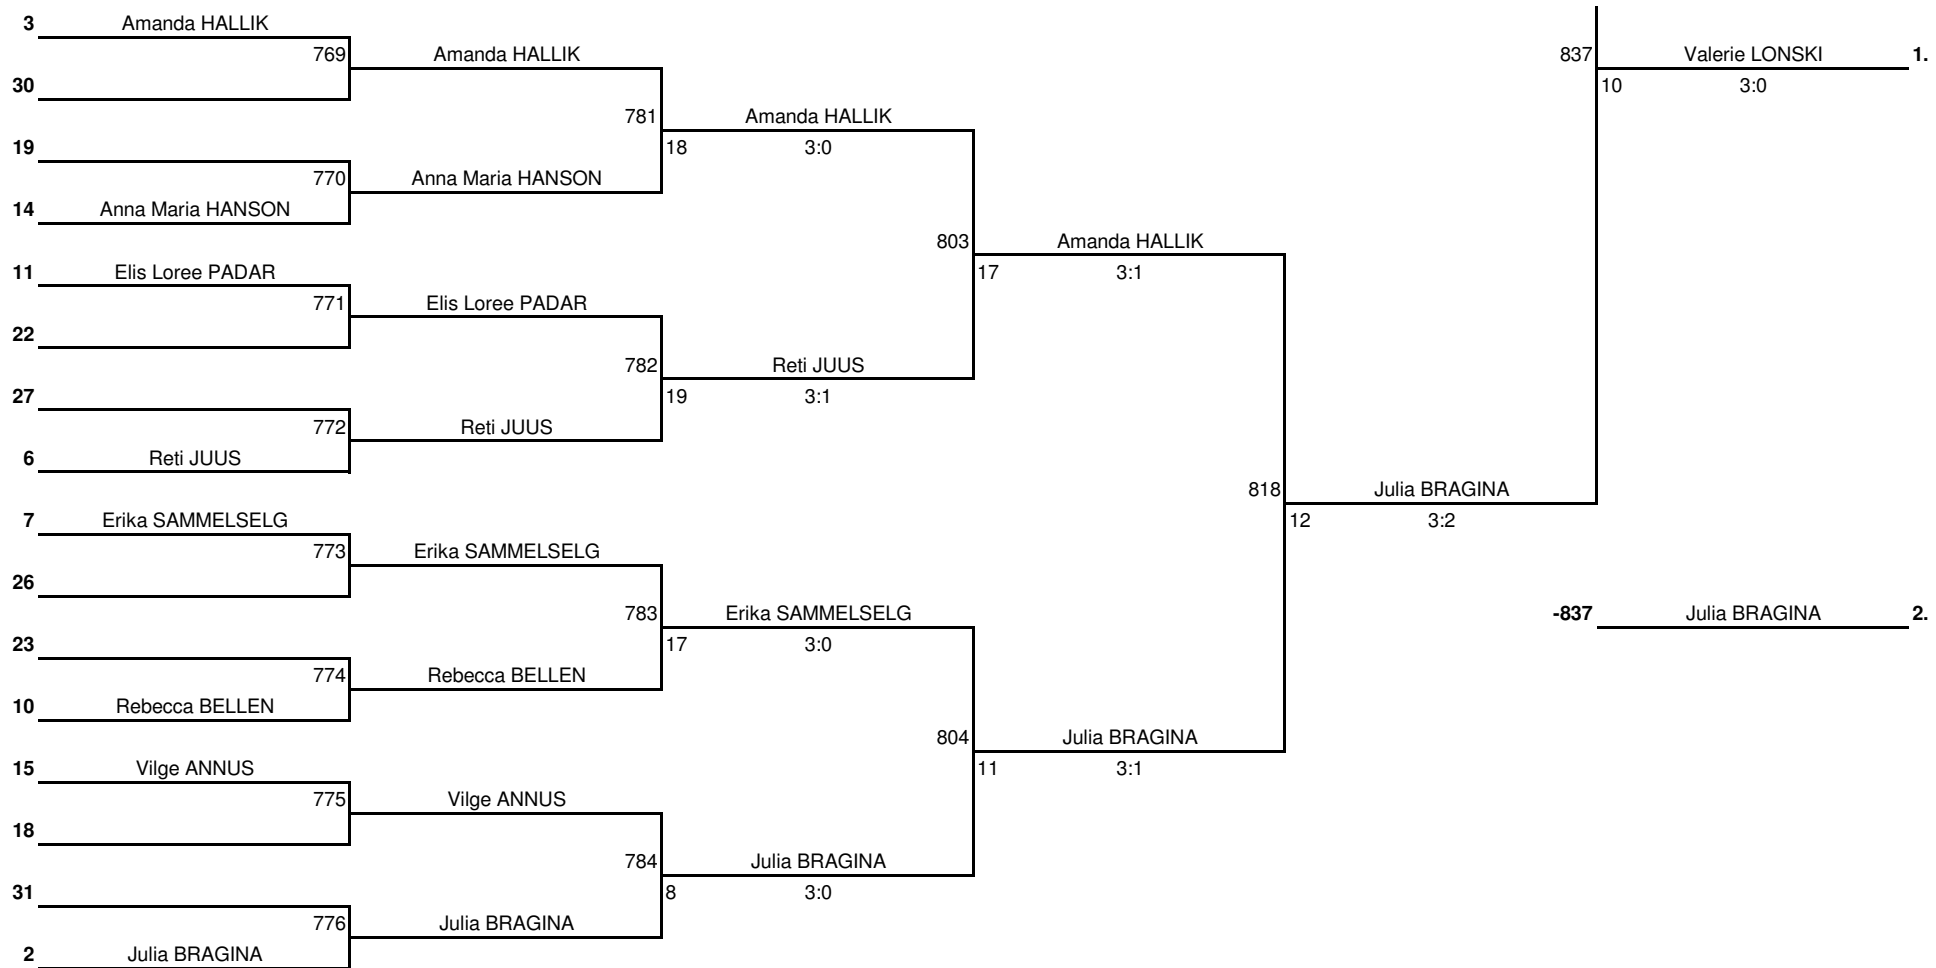 3 Amanda HALLIK
769 Amanda HALLIK 837 Valerie LONSKI 1.
30 10 3:0
781 Amanda HALLIK
19 18 3:0
770 Anna Maria HANSON
14 Anna Maria HANSON
803 Amanda HALLIK
11 Elis Loree PADAR 17 3:1
771 Elis Loree PADAR
22
782 Reti JUUS
27 19 3:1
772 Reti JUUS
6 Reti JUUS
818 Julia BRAGINA
7 Erika SAMMELSELG 12 3:2
773 Erika SAMMELSELG
26
783 Erika SAMMELSELG -837 Julia BRAGINA 2.
23 17 3:0
774 Rebecca BELLEN
10 Rebecca BELLEN
804 Julia BRAGINA
15 Vilge ANNUS 11 3:1
775 Vilge ANNUS
18
784 Julia BRAGINA
31 8 3:0
776 Julia BRAGINA
2 Julia BRAGINA